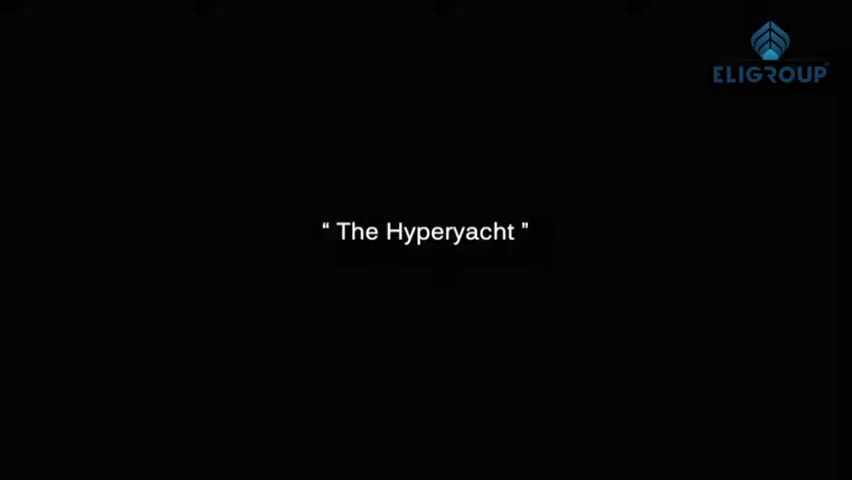 ELIGROUP
“ The Hyperyacht ”